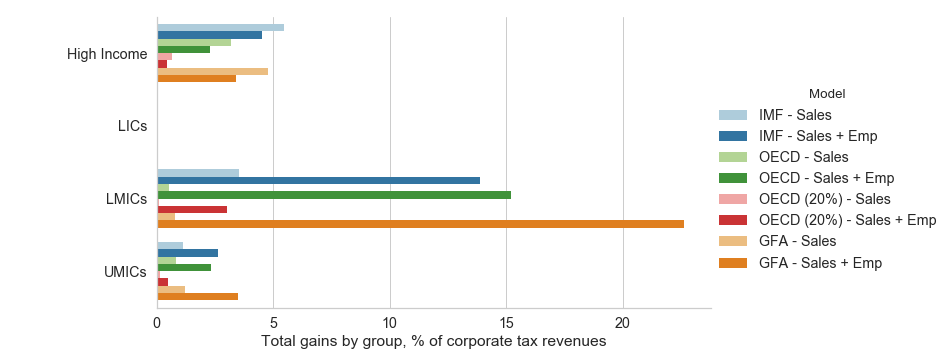 High Income
LICs
LMICs
UMICs
0 5 10 15 20
Total gains by group, % of corporate tax revenues
Model
IMF - Sales
IMF - Sales + Emp
OECD - Sales
OECD - Sales + Emp
OECD (20%) - Sales
OECD (20%) - Sales + Emp
GFA - Sales
GFA - Sales + Emp